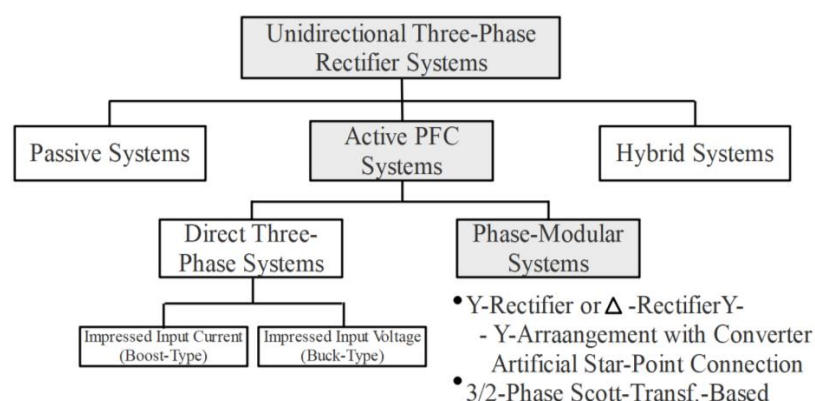 Unidirectional Three-Phase
Rectifier Systems
Passive Systems
Active PFC
Systems
Hybrid Systems
Direct Three-
Phase Systems
Phase-Modular
Systems
Impressed Input Current
(Boost-Type)
Impressed Input Voltage
(Buck-Type)
• Y-Rectifier or Δ -RectifierY-
- Y-Arraangement with Converter
Artificial Star-Point Connection
• 3/2-Phase Scott-Transf.-Based